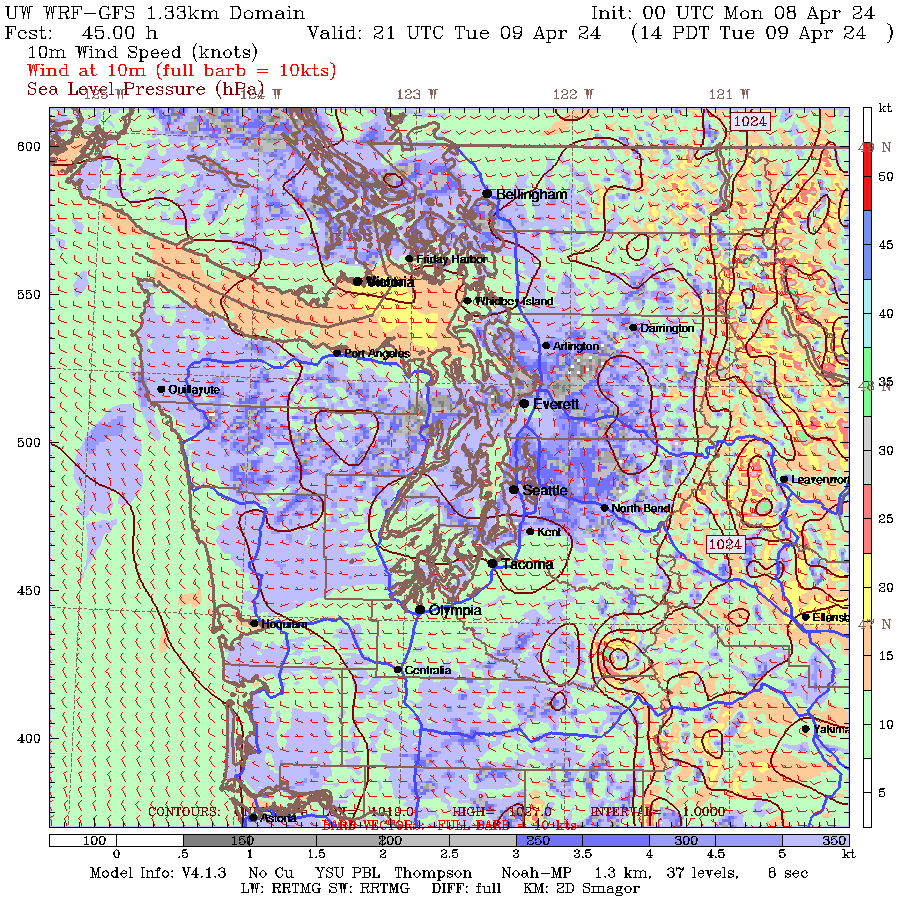 UW WRF-GFS 1.33km Domain Init: 00 UTC Mon 08 Apr 24
Fcst: 45.00 h Valid: 21 UTC Tue 09 Apr 24 (14 PDT Tue 09 Apr 24 )
10m Wind Speed (knots)
Wind at 10m (full barb = 10kts)
Sea Level Pressure (hPa)
125 W 124 W 123 W 122 W 121 W
kt
1024
600
49 N
50
Bellingham
45
Friday Harbor
Victoria
550
Whidbey Island
40
Darrington
Arlington
Port Angeles
35
48 N
Quillayute
Everett
500
30
Leavenwor
Seattle
25
North Bend
Kent
1024
Tacoma
450
20
Olympia
Ellensb
Hoquiam
47 N
15
Centralia
400
10
Yakima
5
CONTOURS: LOW= 1019.0 HIGH= 1027.0 INTERVAL= 1.0000
Astoria
BARB VECTORS: FULL BARB = 10 kts
100 150 200 250 300 350
0 .5 1 1.5 2 2.5 3 3.5 4 4.5 5 kt
Model Info: V4.1.3 No Cu YSU PBL Thompson Noah-MP 1.3 km, 37 levels, 8 sec
LW: RRTMG SW: RRTMG DIFF: full KM: 2D Smagor